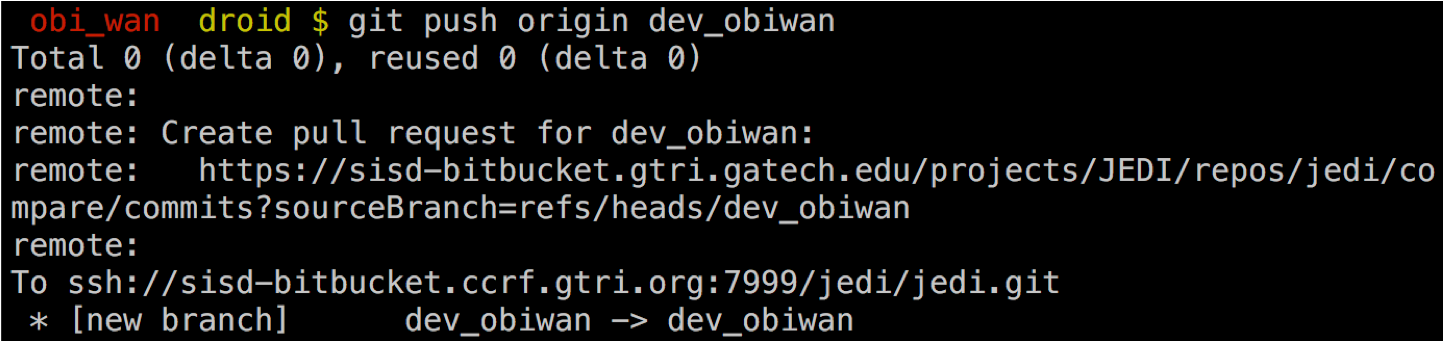 obi_wan droid $ git push origin dev_obiwan
Total 0 (delta 0), reused 0 (delta 0)
remote:
remote: Create pull request for dev_obiwan:
remote:   https://sisd-bitbucket.gtri.gatech.edu/projects/JEDI/repos/jedi/co
mpare/commits?sourceBranch=refs/heads/dev_obiwan
remote:
To ssh://sisd-bitbucket.ccrf.gtri.org:7999/jedi/jedi.git
 * [new branch]      dev_obiwan -> dev_obiwan